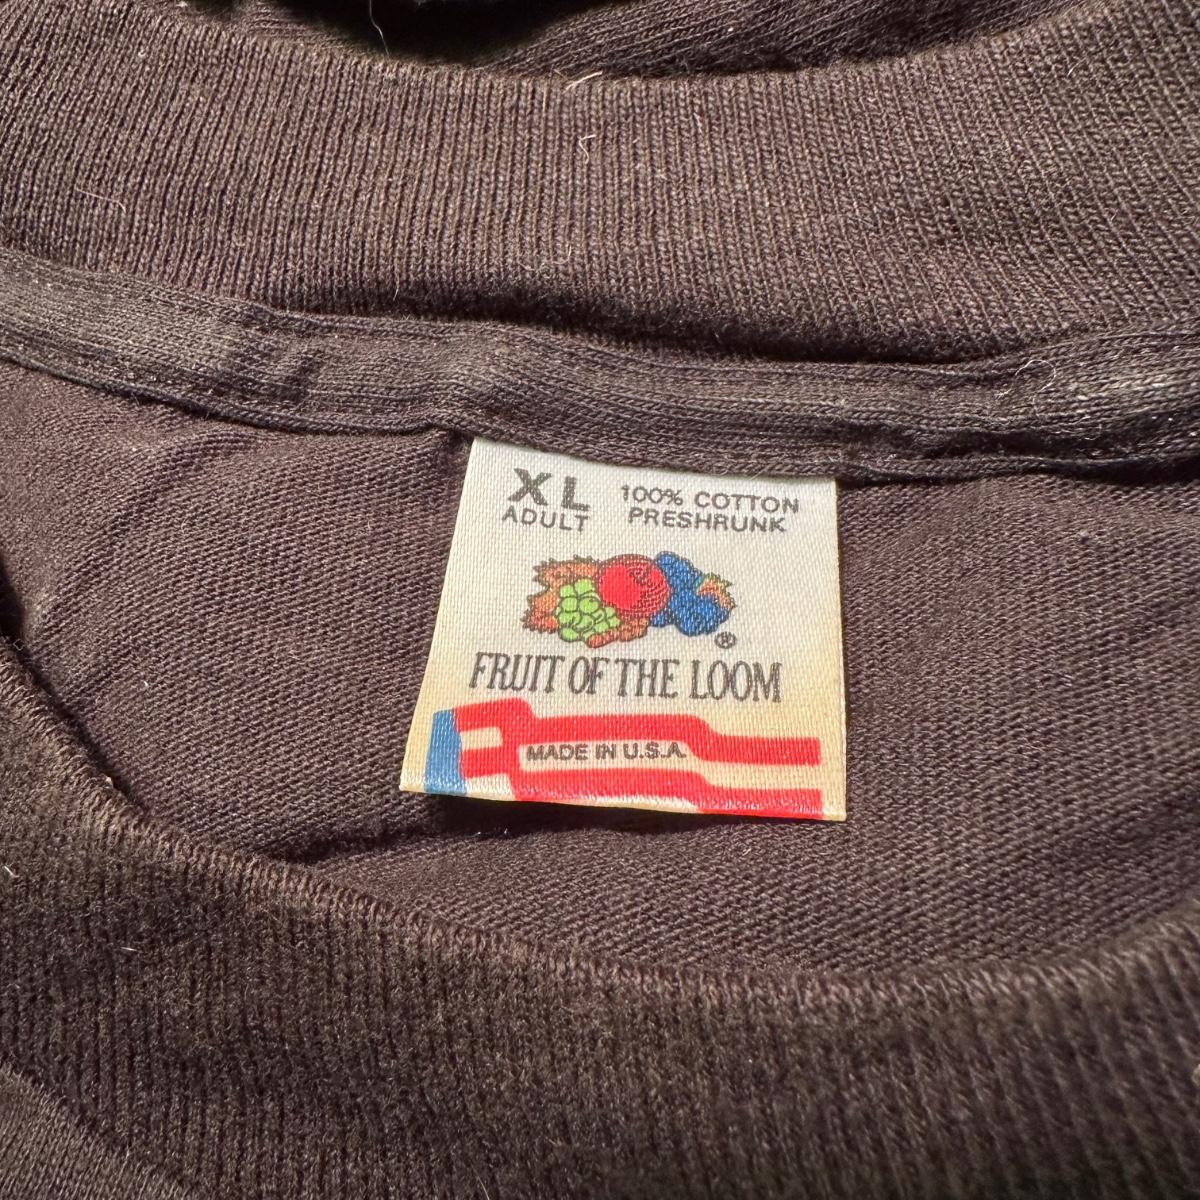 XL
ADULT
100% COTTON
PRESHRUNK
®
FRUIT OF THE LOOM
MADE IN U.S.A.